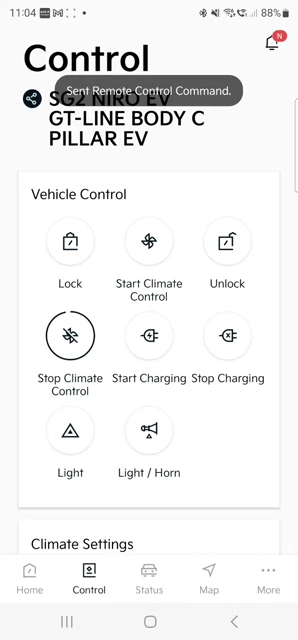 11:04
88%
Control
N
Sent Remote Control Command.
SG2 NIRO EV
GT-LINE BODY C
PILLAR EV
Vehicle Control
Lock
Start Climate
Control
Unlock
Stop Climate
Control
Start Charging
Stop Charging
Light
Light / Horn
Climate Settings
Home
Control
Status
Map
More